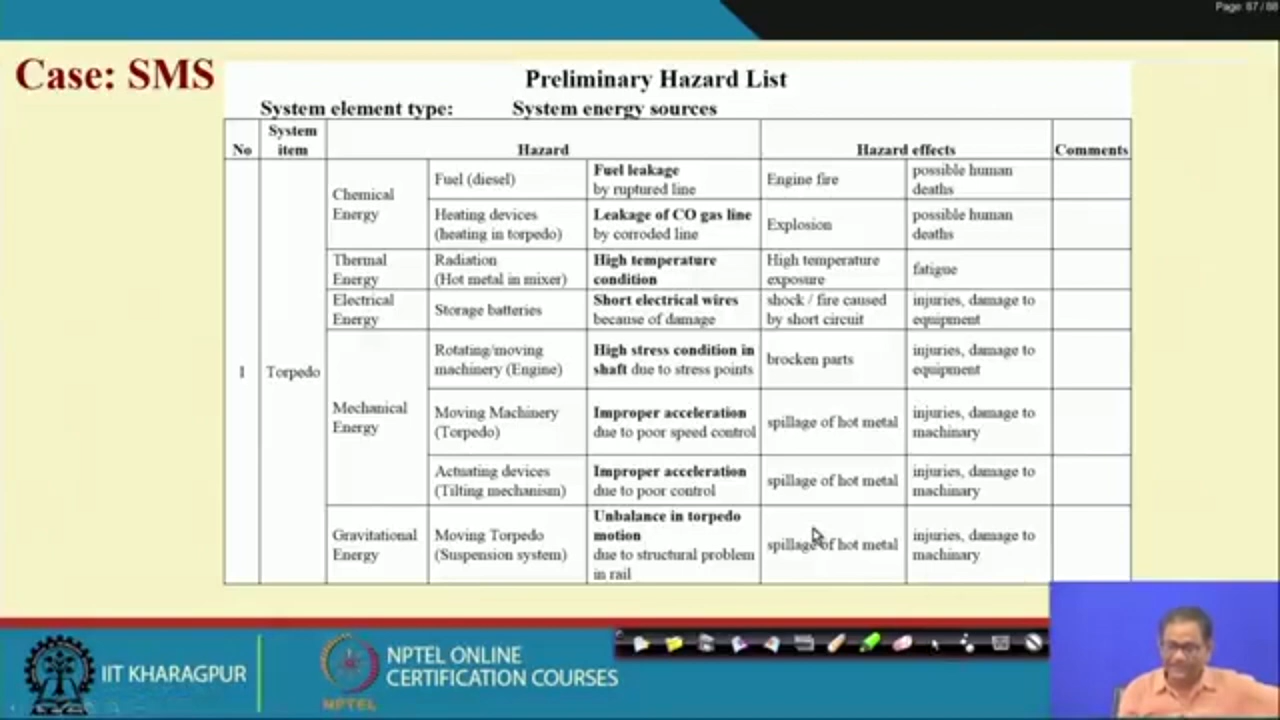 Page: 87 / 88
Case: SMS
Preliminary Hazard List
System element type: System energy sources
No
System
item
Hazard
Hazard effects
Comments
1
Torpedo
Chemical
Energy
Fuel (diesel)
Fuel leakage
by ruptured line
Engine fire
possible human
deaths
Heating devices
(heating in torpedo)
Leakage of CO gas line
by corroded line
Explosion
possible human
deaths
Thermal
Energy
Radiation
(Hot metal in mixer)
High temperature
condition
High temperature
exposure
fatigue
Electrical
Energy
Storage batteries
Short electrical wires
because of damage
shock / fire caused
by short circuit
injuries, damage to
equipment
Mechanical
Energy
Rotating/moving
machinery (Engine)
High stress condition in
shaft due to stress points
brocken parts
injuries, damage to
equipment
Moving Machinery
(Torpedo)
Improper acceleration
due to poor speed control
spillage of hot metal
injuries, damage to
machinary
Actuating devices
(Tilting mechanism)
Improper acceleration
due to poor control
spillage of hot metal
injuries, damage to
machinary
Gravitational
Energy
Moving Torpedo
(Suspension system)
Unbalance in torpedo
motion
due to structural problem
in rail
spillage of hot metal
injuries, damage to
machinary
IIT KHARAGPUR
NPTEL
NPTEL ONLINE
CERTIFICATION COURSES